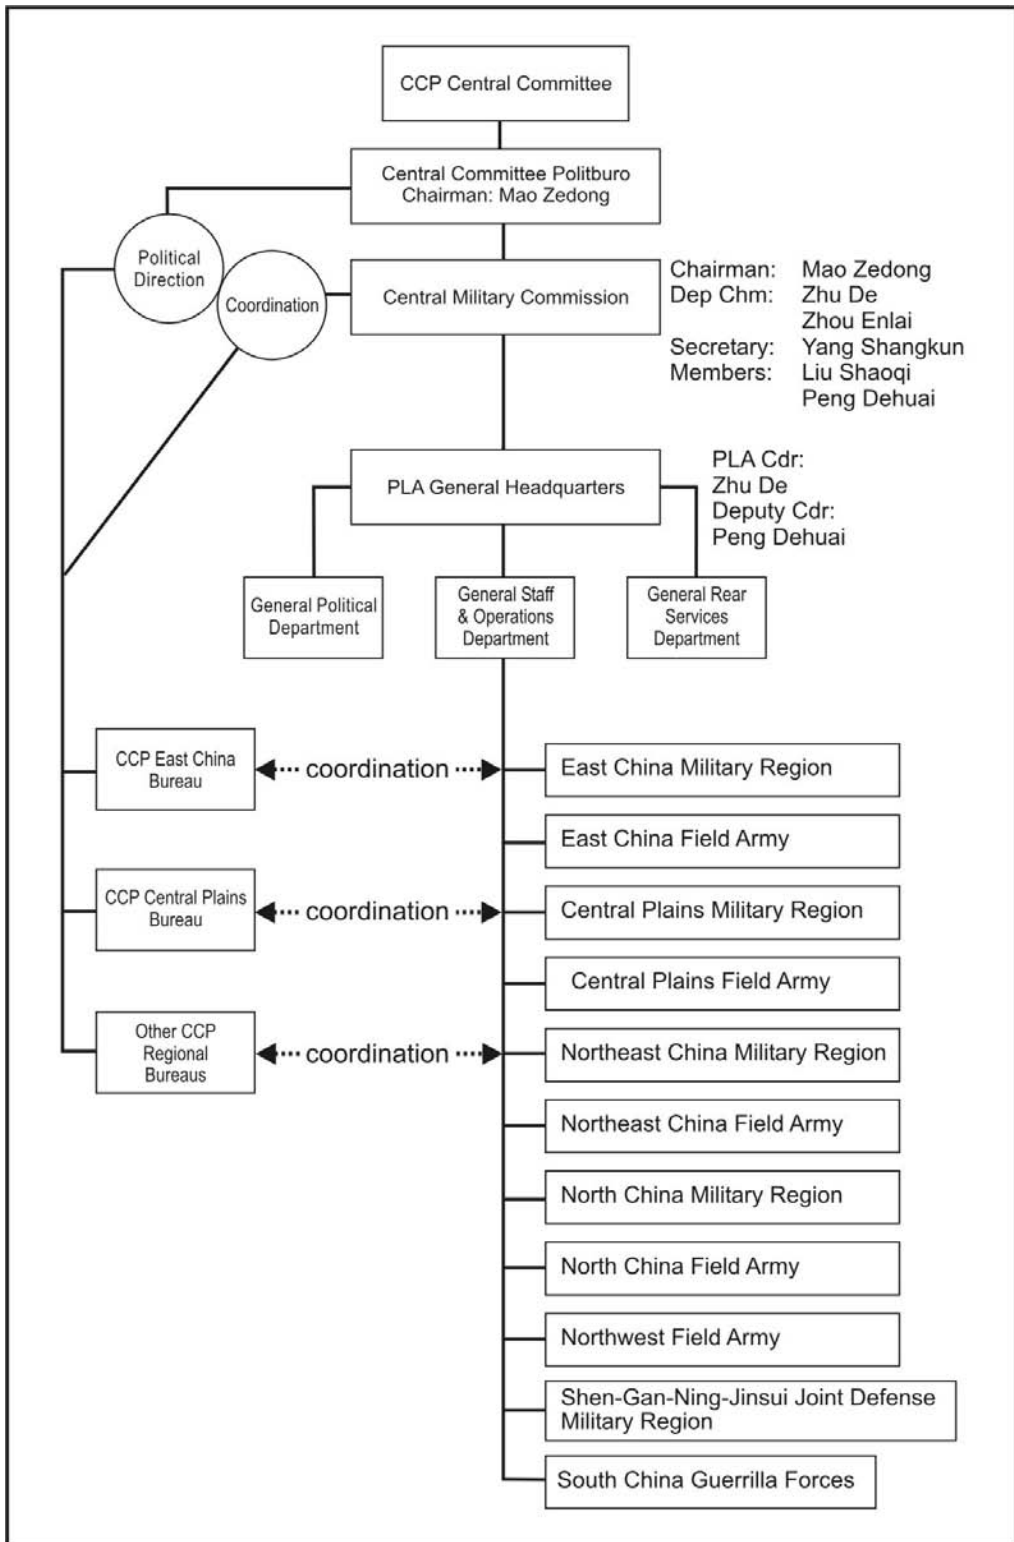 CCP Central Committee
Central Committee Politburo
Chairman: Mao Zedong
Political
Direction
Coordination
Central Military Commission
Chairman: Mao Zedong
Dep Chm: Zhu De
Zhou Enlai
Secretary: Yang Shangkun
Members: Liu Shaoqi
Peng Dehuai
PLA General Headquarters
PLA Cdr:
Zhu De
Deputy Cdr:
Peng Dehuai
General Political
Department
General Staff
& Operations
Department
General Rear
Services
Department
CCP East China
Bureau
coordination
East China Military Region
East China Field Army
CCP Central Plains
Bureau
coordination
Central Plains Military Region
Central Plains Field Army
Other CCP
Regional
Bureaus
coordination
Northeast China Military Region
Northeast China Field Army
North China Military Region
North China Field Army
Northwest Field Army
Shen-Gan-Ning-Jinsui Joint Defense
Military Region
South China Guerrilla Forces